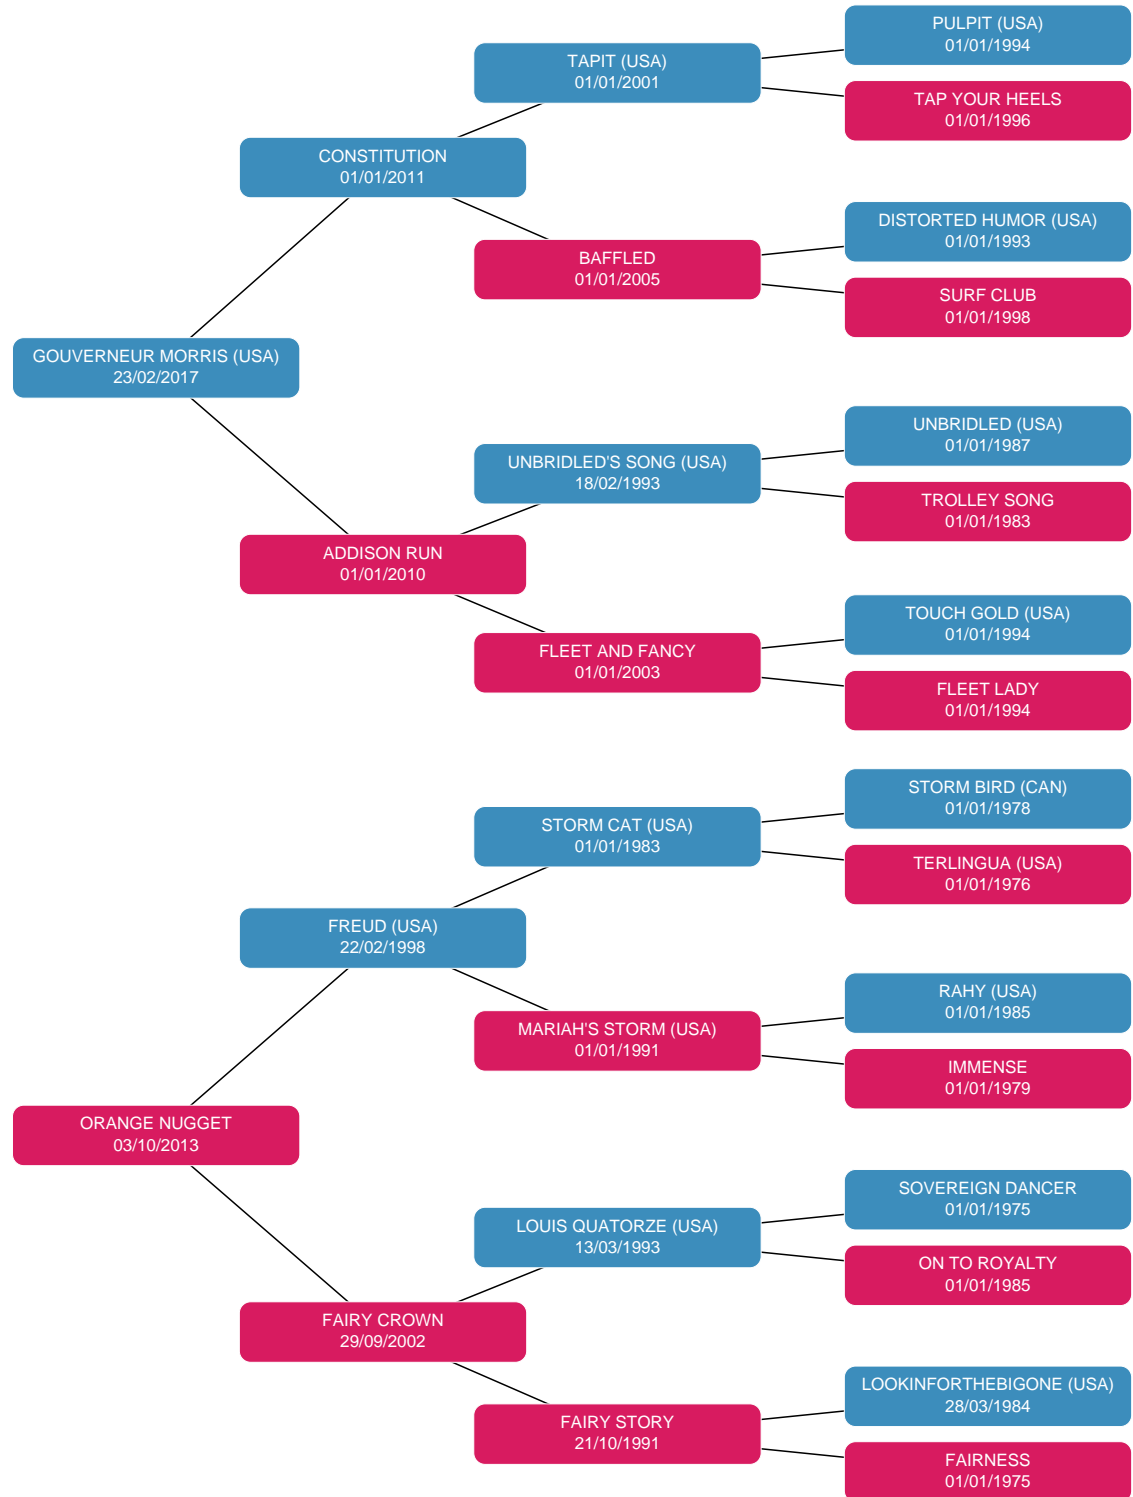 PULPIT (USA)
01/01/1994
TAPIT (USA)
01/01/2001
TAP YOUR HEELS
01/01/1996
CONSTITUTION
01/01/2011
DISTORTED HUMOR (USA)
01/01/1993
BAFFLED
01/01/2005
SURF CLUB
01/01/1998
GOUVERNEUR MORRIS (USA)
23/02/2017
UNBRIDLED (USA)
01/01/1987
UNBRIDLED'S SONG (USA)
18/02/1993
TROLLEY SONG
01/01/1983
ADDISON RUN
01/01/2010
TOUCH GOLD (USA)
01/01/1994
FLEET AND FANCY
01/01/2003
FLEET LADY
01/01/1994
STORM BIRD (CAN)
01/01/1978
STORM CAT (USA)
01/01/1983
TERLINGUA (USA)
01/01/1976
FREUD (USA)
22/02/1998
RAHY (USA)
01/01/1985
MARIAH'S STORM (USA)
01/01/1991
IMMENSE
01/01/1979
ORANGE NUGGET
03/10/2013
SOVEREIGN DANCER
01/01/1975
LOUIS QUATORZE (USA)
13/03/1993
ON TO ROYALTY
01/01/1985
FAIRY CROWN
29/09/2002
LOOKINFORTHEBIGONE (USA)
28/03/1984
FAIRY STORY
21/10/1991
FAIRNESS
01/01/1975